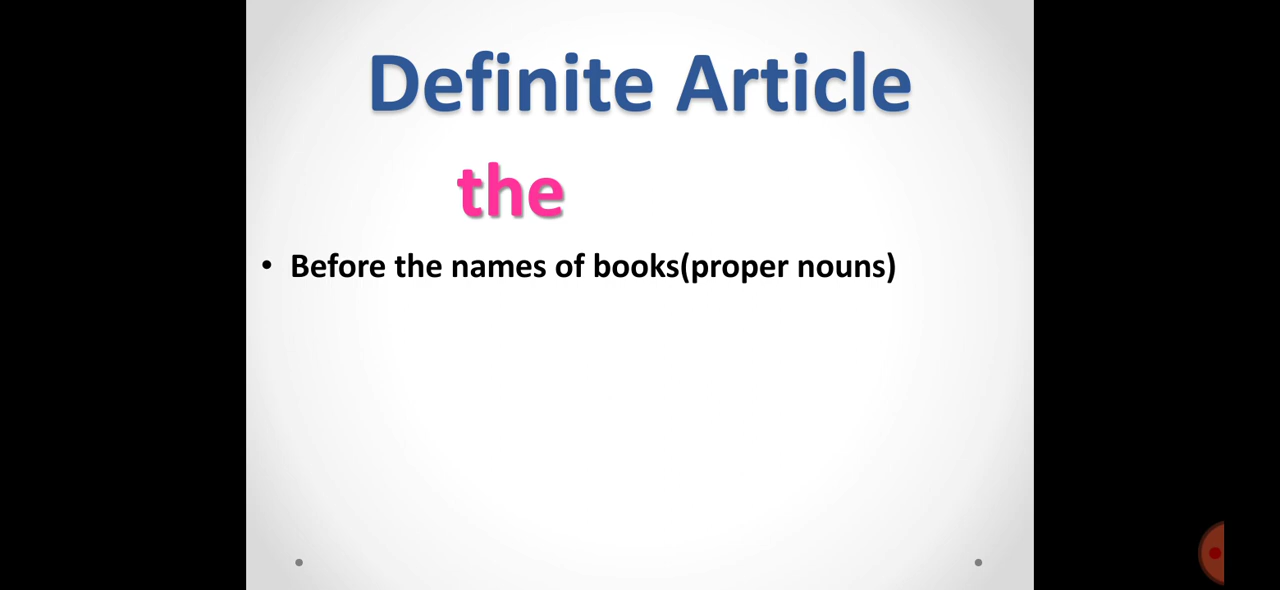 Definite Article
the
• Before the names of books(proper nouns)